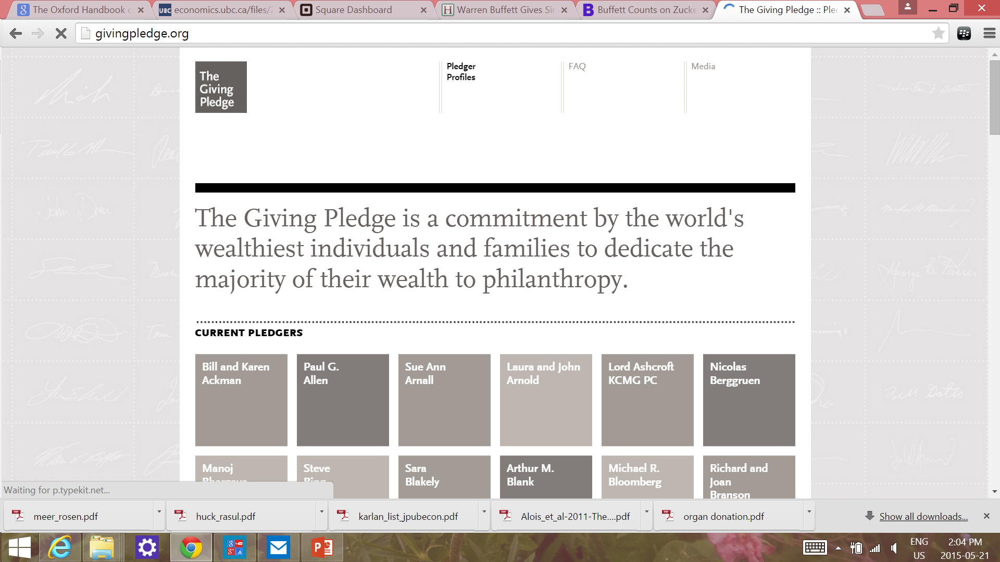 The Oxford Handbook o
economics.ubc.ca/files/2
Square Dashboard
Warren Buffett Gives Sir
Buffett Counts on Zucke
The Giving Pledge :: Plec
givingpledge.org
The
Giving
Pledge
Pledger
Profiles
FAQ
Media
The Giving Pledge is a commitment by the world's
wealthiest individuals and families to dedicate the
majority of their wealth to philanthropy.
CURRENT PLEDGERS
Bill and Karen
Ackman
Paul G.
Allen
Sue Ann
Arnall
Laura and John
Arnold
Lord Ashcroft
KCMG PC
Nicolas
Berggruen
Manoj
Steve
Sara
Blakely
Arthur M.
Blank
Michael R.
Bloomberg
Richard and
Joan
Branson
Waiting for p.typekit.net...
meer_rosen.pdf
huck_rasul.pdf
karlan_list_jpubecon.pdf
Alois_et_al-2011-The....pdf
organ donation.pdf
Show all downloads...
ENG
US
2:04 PM
2015-05-21